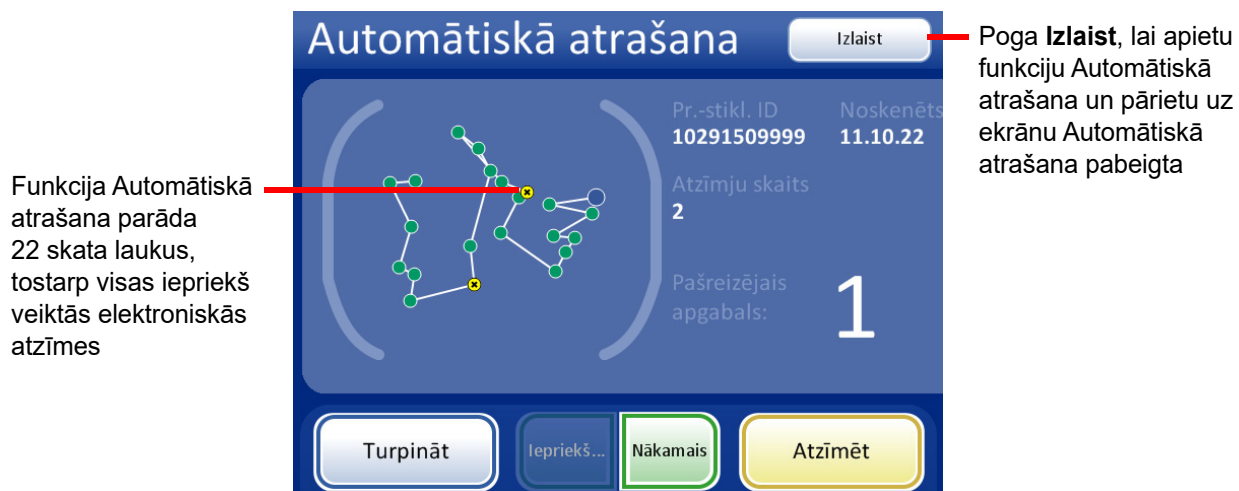 Automātiskā atrašana
Izlaist
Poga Izlaist, lai apietu
funkciju Automātiskā
atrašana un pārietu uz
ekrānu Automātiskā
atrašana pabeigta
Funkcija Automātiskā
atrašana parāda
22 skata laukus,
tostarp visas iepriekš
veiktās elektroniskās
atzīmes
Pr.-stikl. ID
Noskenēts
10291509999
11.10.22
Atzīmju skaits
2
Pašreizējais
apgabals:
1
Turpināt
Iepriekš...
Nākamais
Atzīmēt